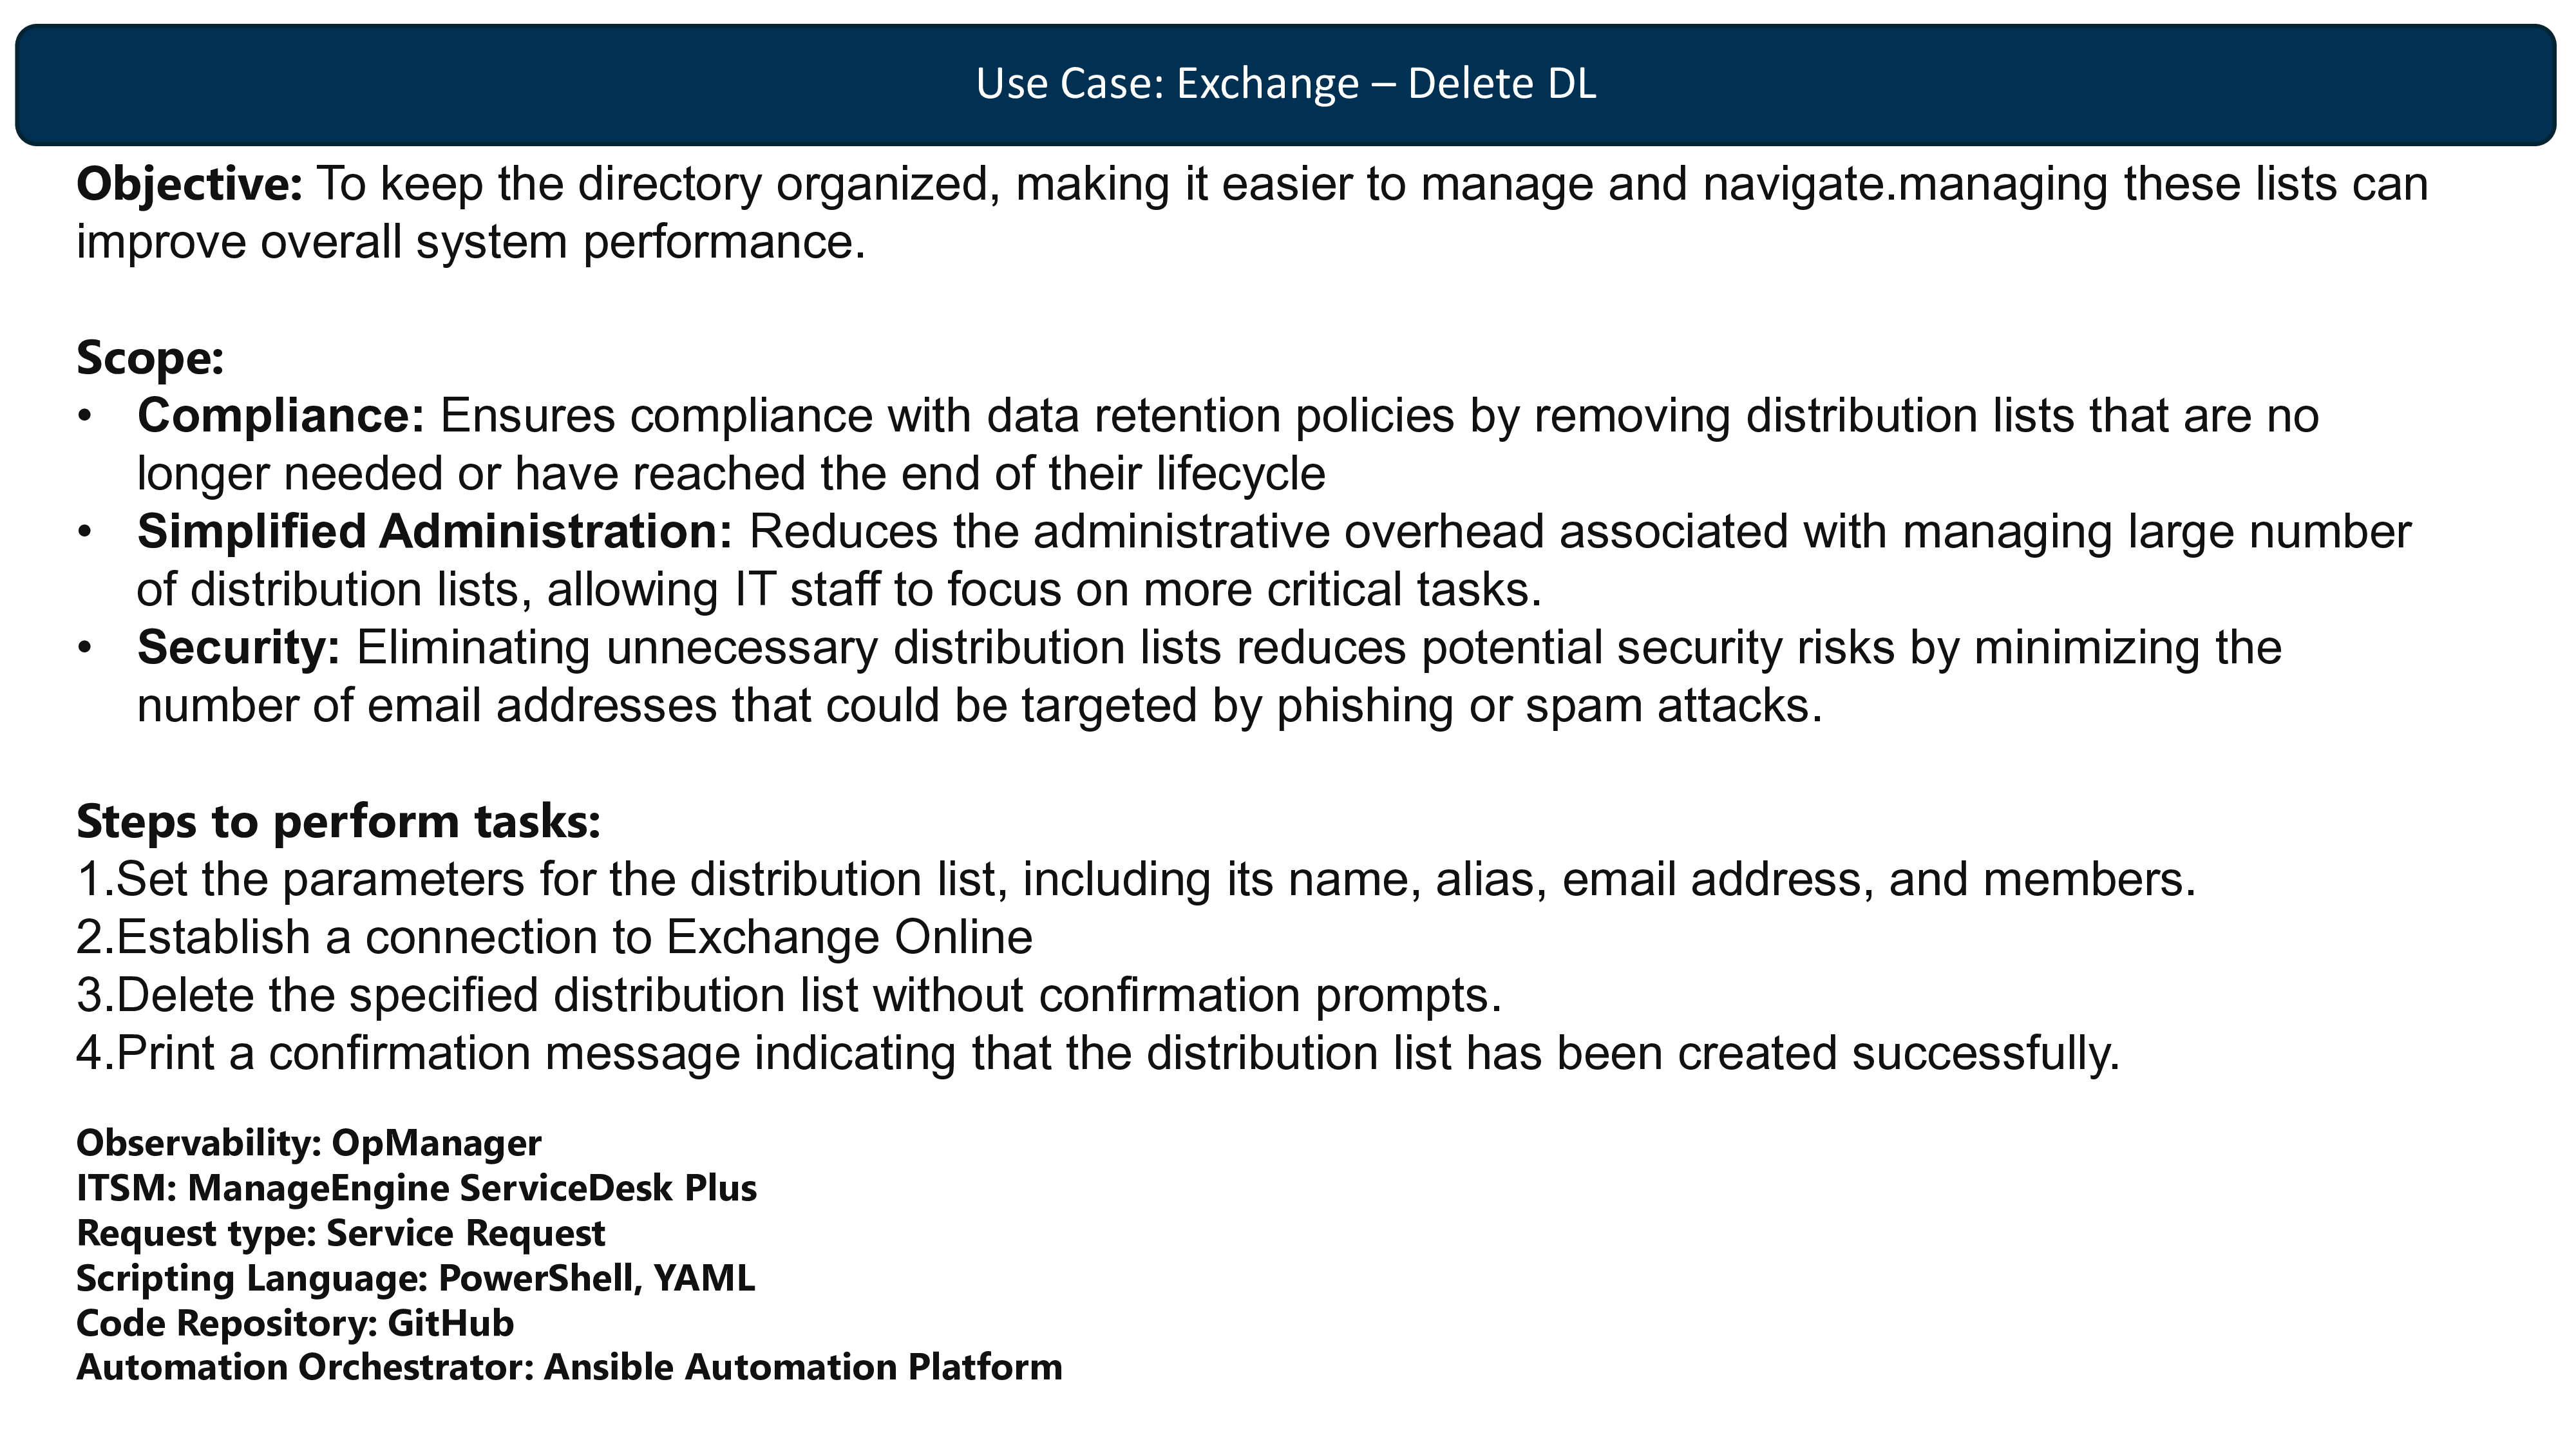 Use Case: Exchange – Delete DL
Objective: To keep the directory organized, making it easier to manage and navigate.managing these lists can
improve overall system performance.
Scope:
• Compliance: Ensures compliance with data retention policies by removing distribution lists that are no
longer needed or have reached the end of their lifecycle
• Simplified Administration: Reduces the administrative overhead associated with managing large number
of distribution lists, allowing IT staff to focus on more critical tasks.
• Security: Eliminating unnecessary distribution lists reduces potential security risks by minimizing the
number of email addresses that could be targeted by phishing or spam attacks.
Steps to perform tasks:
1.Set the parameters for the distribution list, including its name, alias, email address, and members.
2.Establish a connection to Exchange Online
3.Delete the specified distribution list without confirmation prompts.
4.Print a confirmation message indicating that the distribution list has been created successfully.
Observability: OpManager
ITSM: ManageEngine ServiceDesk Plus
Request type: Service Request
Scripting Language: PowerShell, YAML
Code Repository: GitHub
Automation Orchestrator: Ansible Automation Platform